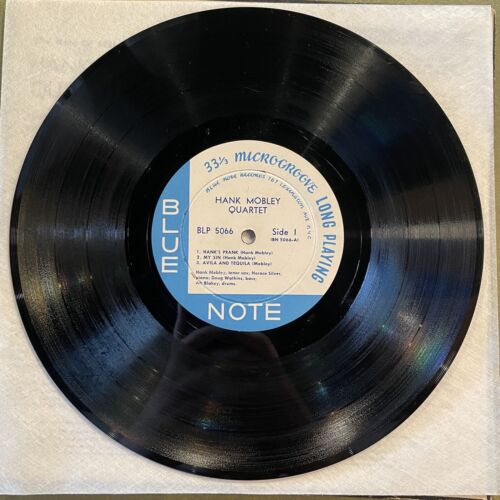 33⅓ MICROGROOVE LONG PLAYING
BLUE NOTE RECORDS 767 LEXINGTON AVE NYC
HANK MOBLEY
QUARTET
BLP 5066
Side 1
(BN 5066-A)
1. HANK'S PRANK (Hank Mobley)
2. MY SIN (Hank Mobley)
3. AVILA AND TEQUILA (Mobley)
Hank Mobley, tenor sax; Horace Silver,
piano; Doug Watkins, bass;
Art Blakey, drums.
BLUE
NOTE